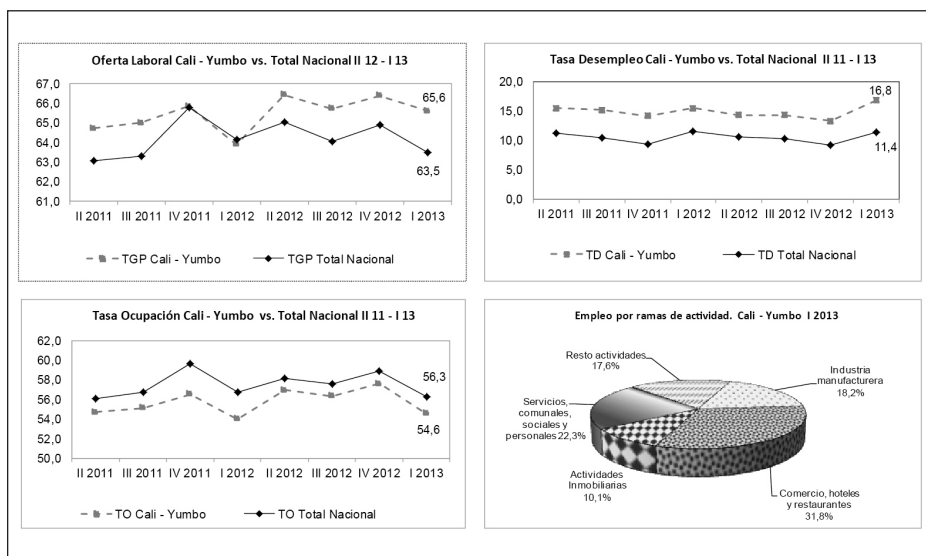 Oferta Laboral Cali - Yumbo vs. Total Nacional II 12 - I 13
67,0
66,0
65,0
64,0
63,0
62,0
61,0
65,6
63,5
II 2011 III 2011 IV 2011 I 2012 II 2012 III 2012 IV 2012 I 2013
TGP Cali - Yumbo TGP Total Nacional
Tasa Desempleo Cali - Yumbo vs. Total Nacional II 11 - I 13
20,0
15,0
10,0
5,0
0,0
16,8
11,4
II 2011 III 2011 IV 2011 I 2012 II 2012 III 2012 IV 2012 I 2013
TD Cali - Yumbo TD Total Nacional
Tasa Ocupación Cali - Yumbo vs. Total Nacional II 11 - I 13
62,0
60,0
58,0
56,0
54,0
52,0
50,0
56,3
54,6
II 2011 III 2011 IV 2011 I 2012 II 2012 III 2012 IV 2012 I 2013
TO Cali - Yumbo TO Total Nacional
Empleo por ramas de actividad. Cali - Yumbo I 2013
Resto actividades
17,6%
Industria
manufacturera
18,2%
Servicios,
comunales,
sociales y
personales 22,3%
Actividades
Inmobiliarias
10,1%
Comercio, hoteles
y restaurantes
31,8%